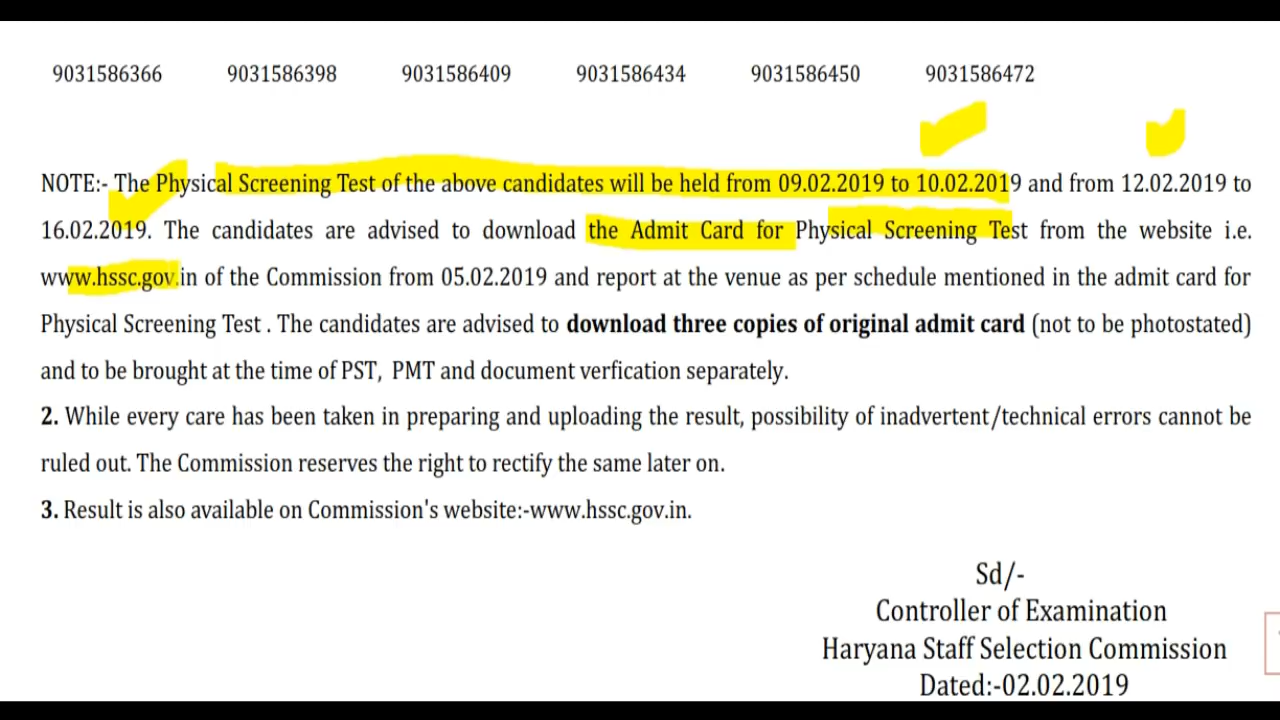 9031586366 9031586398 9031586409 9031586434 9031586450 9031586472
NOTE:- The Physical Screening Test of the above candidates will be held from 09.02.2019 to 10.02.2019 and from 12.02.2019 to
16.02.2019. The candidates are advised to download the Admit Card for Physical Screening Test from the website i.e.
www.hssc.gov.in of the Commission from 05.02.2019 and report at the venue as per schedule mentioned in the admit card for
Physical Screening Test . The candidates are advised to download three copies of original admit card (not to be photostated)
and to be brought at the time of PST, PMT and document verfication separately.
2. While every care has been taken in preparing and uploading the result, possibility of inadvertent/technical errors cannot be
ruled out. The Commission reserves the right to rectify the same later on.
3. Result is also available on Commission's website:-www.hssc.gov.in.
Sd/-
Controller of Examination
Haryana Staff Selection Commission
Dated:-02.02.2019